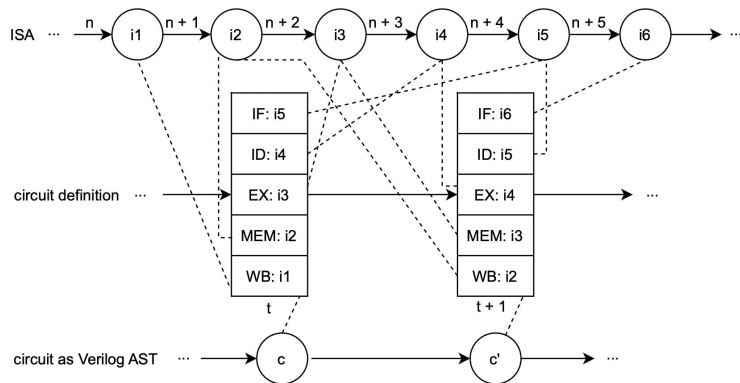 n n + 1 n + 2 n + 3 n + 4 n + 5
ISA ... i1 i2 i3 i4 i5 i6 ...
IF: i5 IF: i6
ID: i4 ID: i5
circuit definition ... EX: i3 EX: i4 ...
MEM: i2 MEM: i3
WB: i1 WB: i2
t t + 1
circuit as Verilog AST ... c c' ...